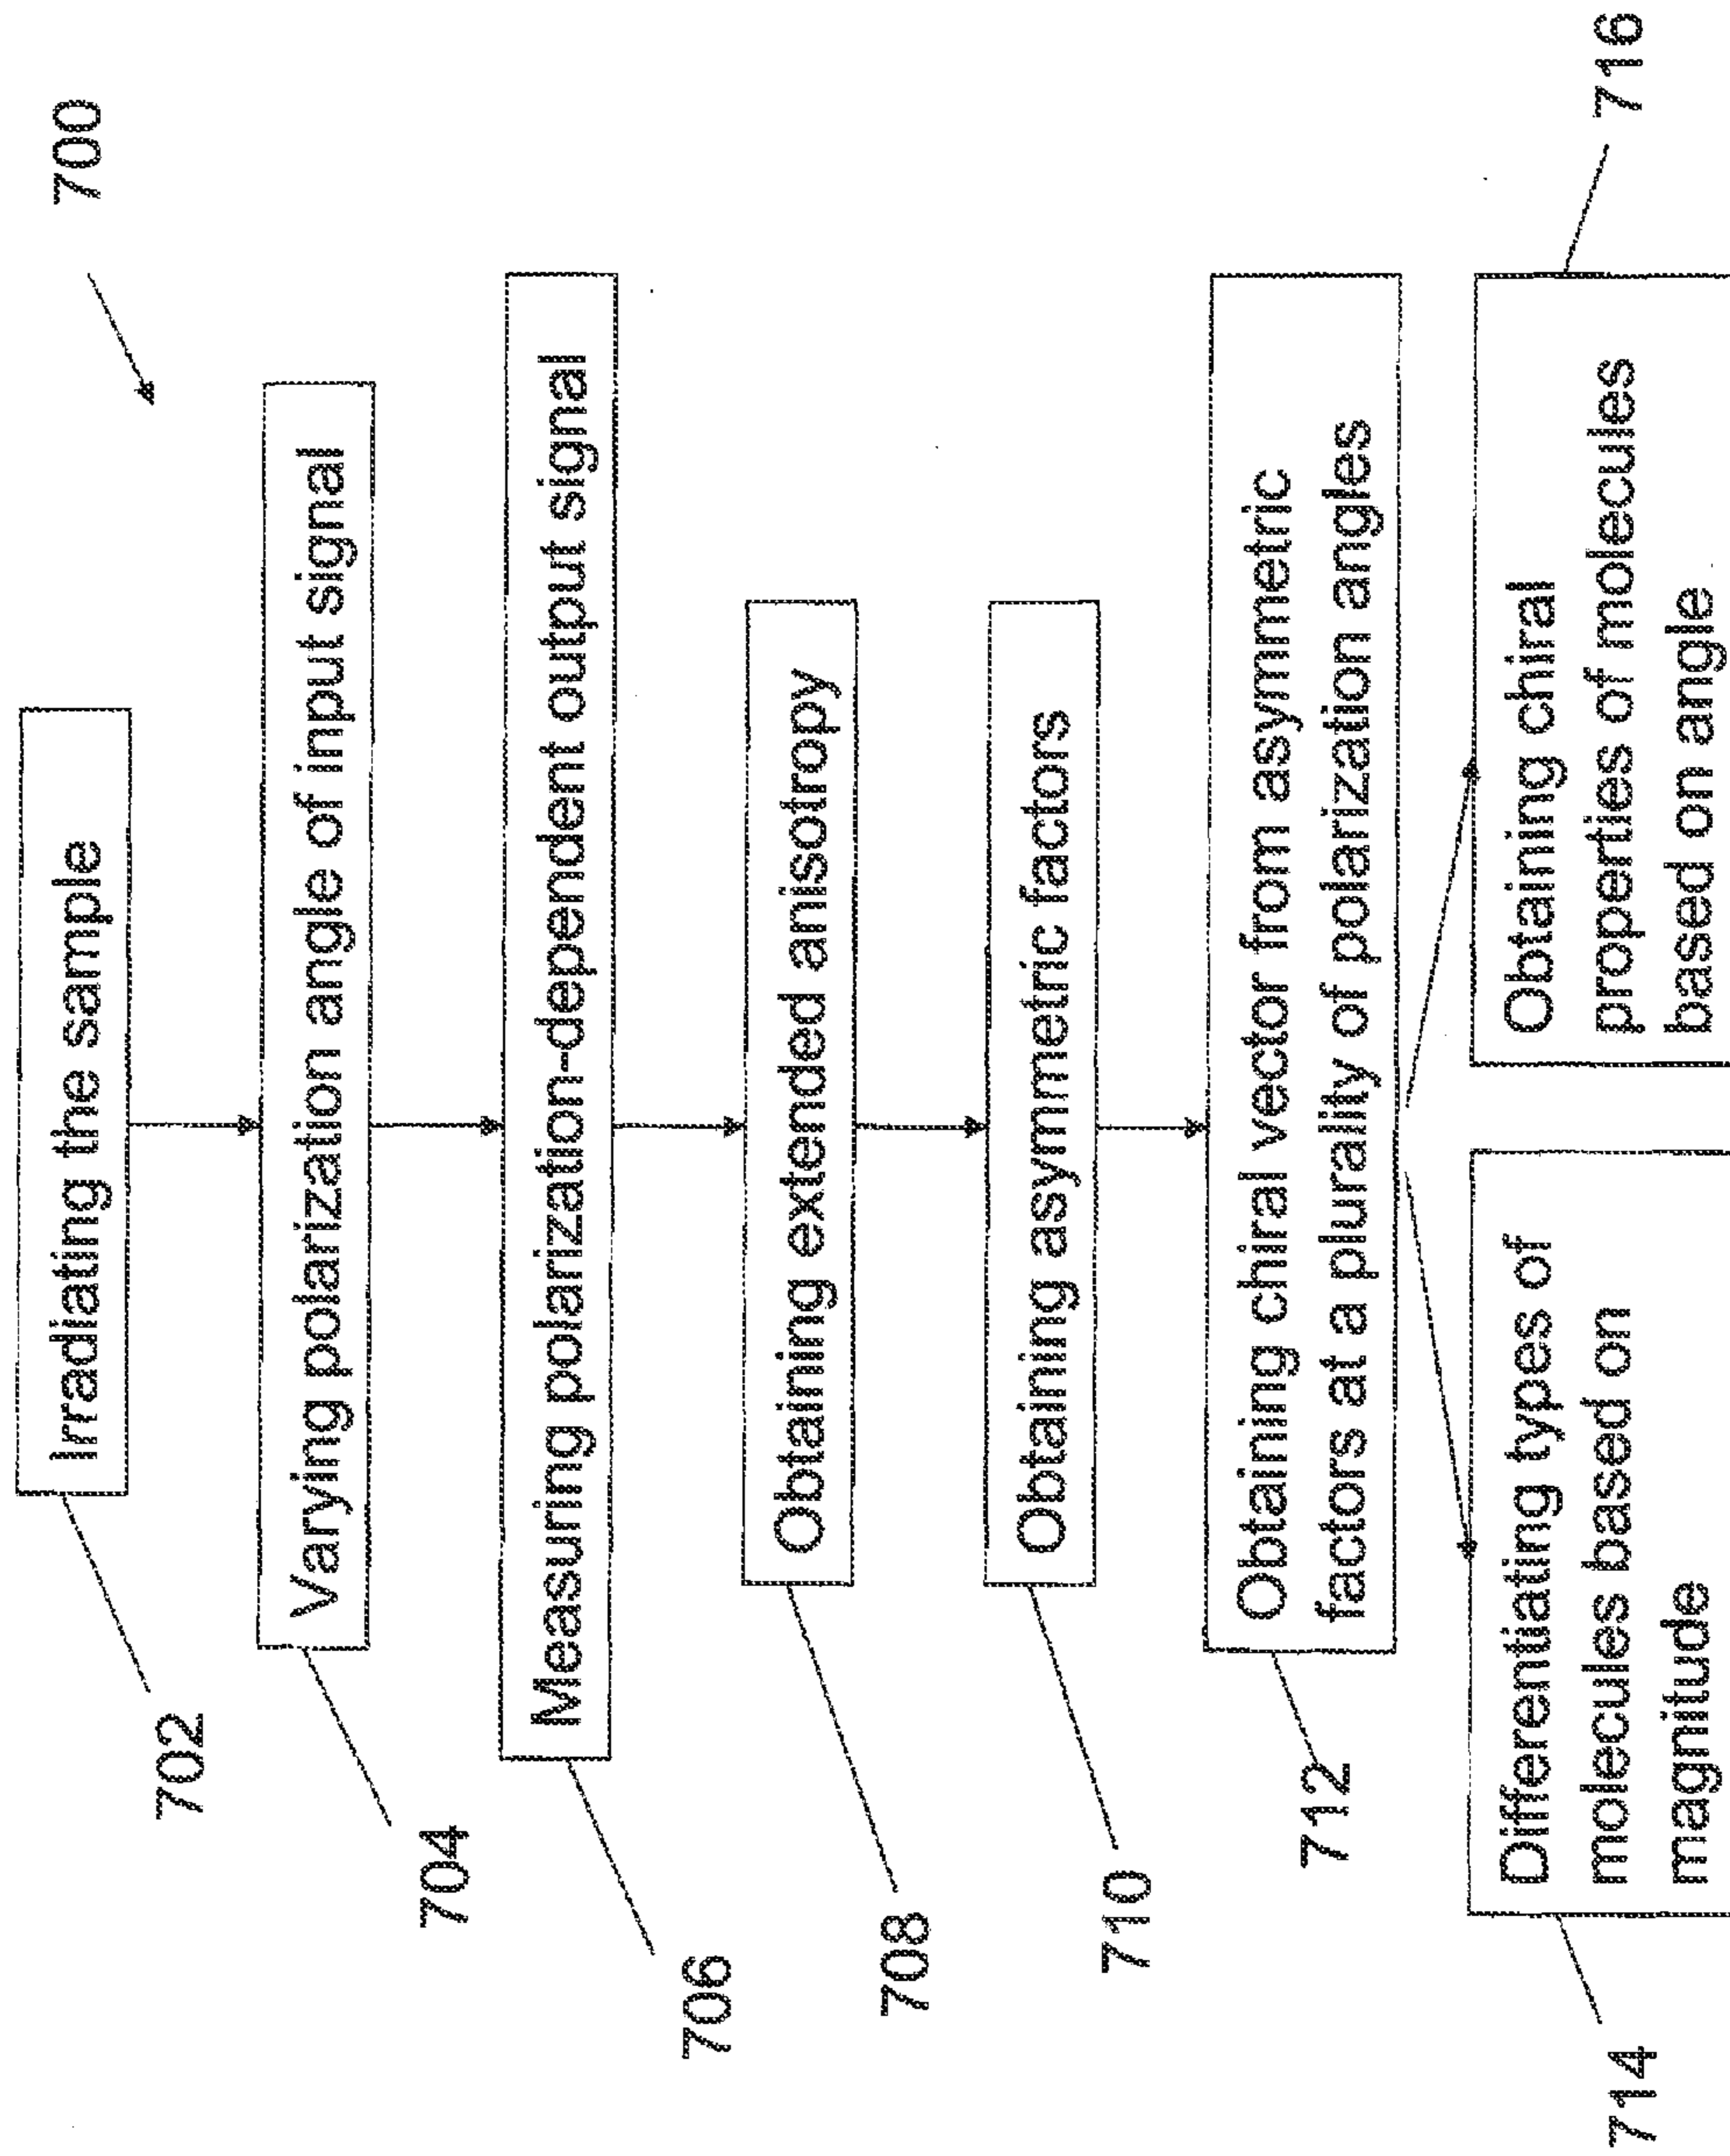 700
702
Irradiating the sample
704
Varying polarization angle of input signal
706
Measuring polarization-dependent output signal
708
Obtaining extended anisotropy
710
Obtaining asymmetric factors
712
Obtaining chiral vector from asymmetric
factors at a plurality of polarization angles
714
Differentiating types of
molecules based on
magnitude
Obtaining chiral
properties of molecules
based on angle
716